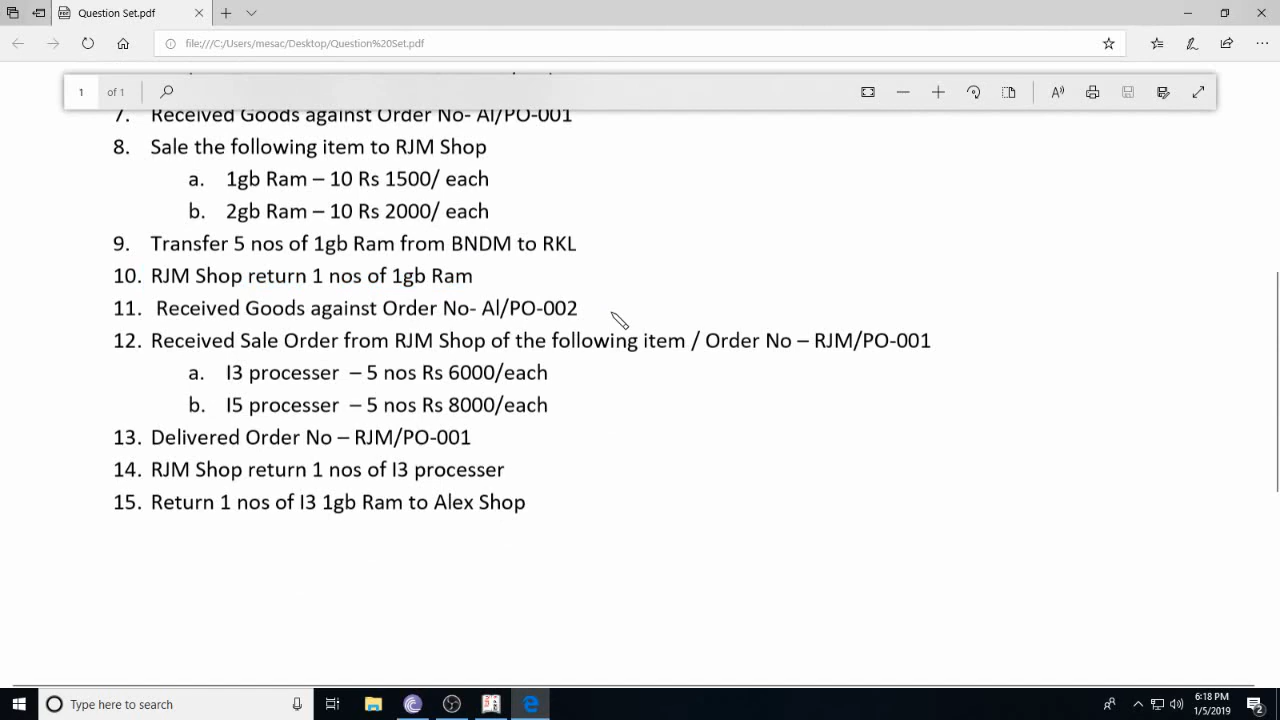 Question Set.pdf
file:///C:/Users/mesac/Desktop/Question%20Set.pdf
1 of 1
7. Received Goods against Order No- Al/PO-001
8. Sale the following item to RJM Shop
a. 1gb Ram – 10 Rs 1500/ each
b. 2gb Ram – 10 Rs 2000/ each
9. Transfer 5 nos of 1gb Ram from BNDM to RKL
10. RJM Shop return 1 nos of 1gb Ram
11. Received Goods against Order No- Al/PO-002
12. Received Sale Order from RJM Shop of the following item / Order No – RJM/PO-001
a. I3 processer – 5 nos Rs 6000/each
b. I5 processer – 5 nos Rs 8000/each
13. Delivered Order No – RJM/PO-001
14. RJM Shop return 1 nos of I3 processer
15. Return 1 nos of I3 1gb Ram to Alex Shop
Type here to search
6:18 PM
1/5/2019
2